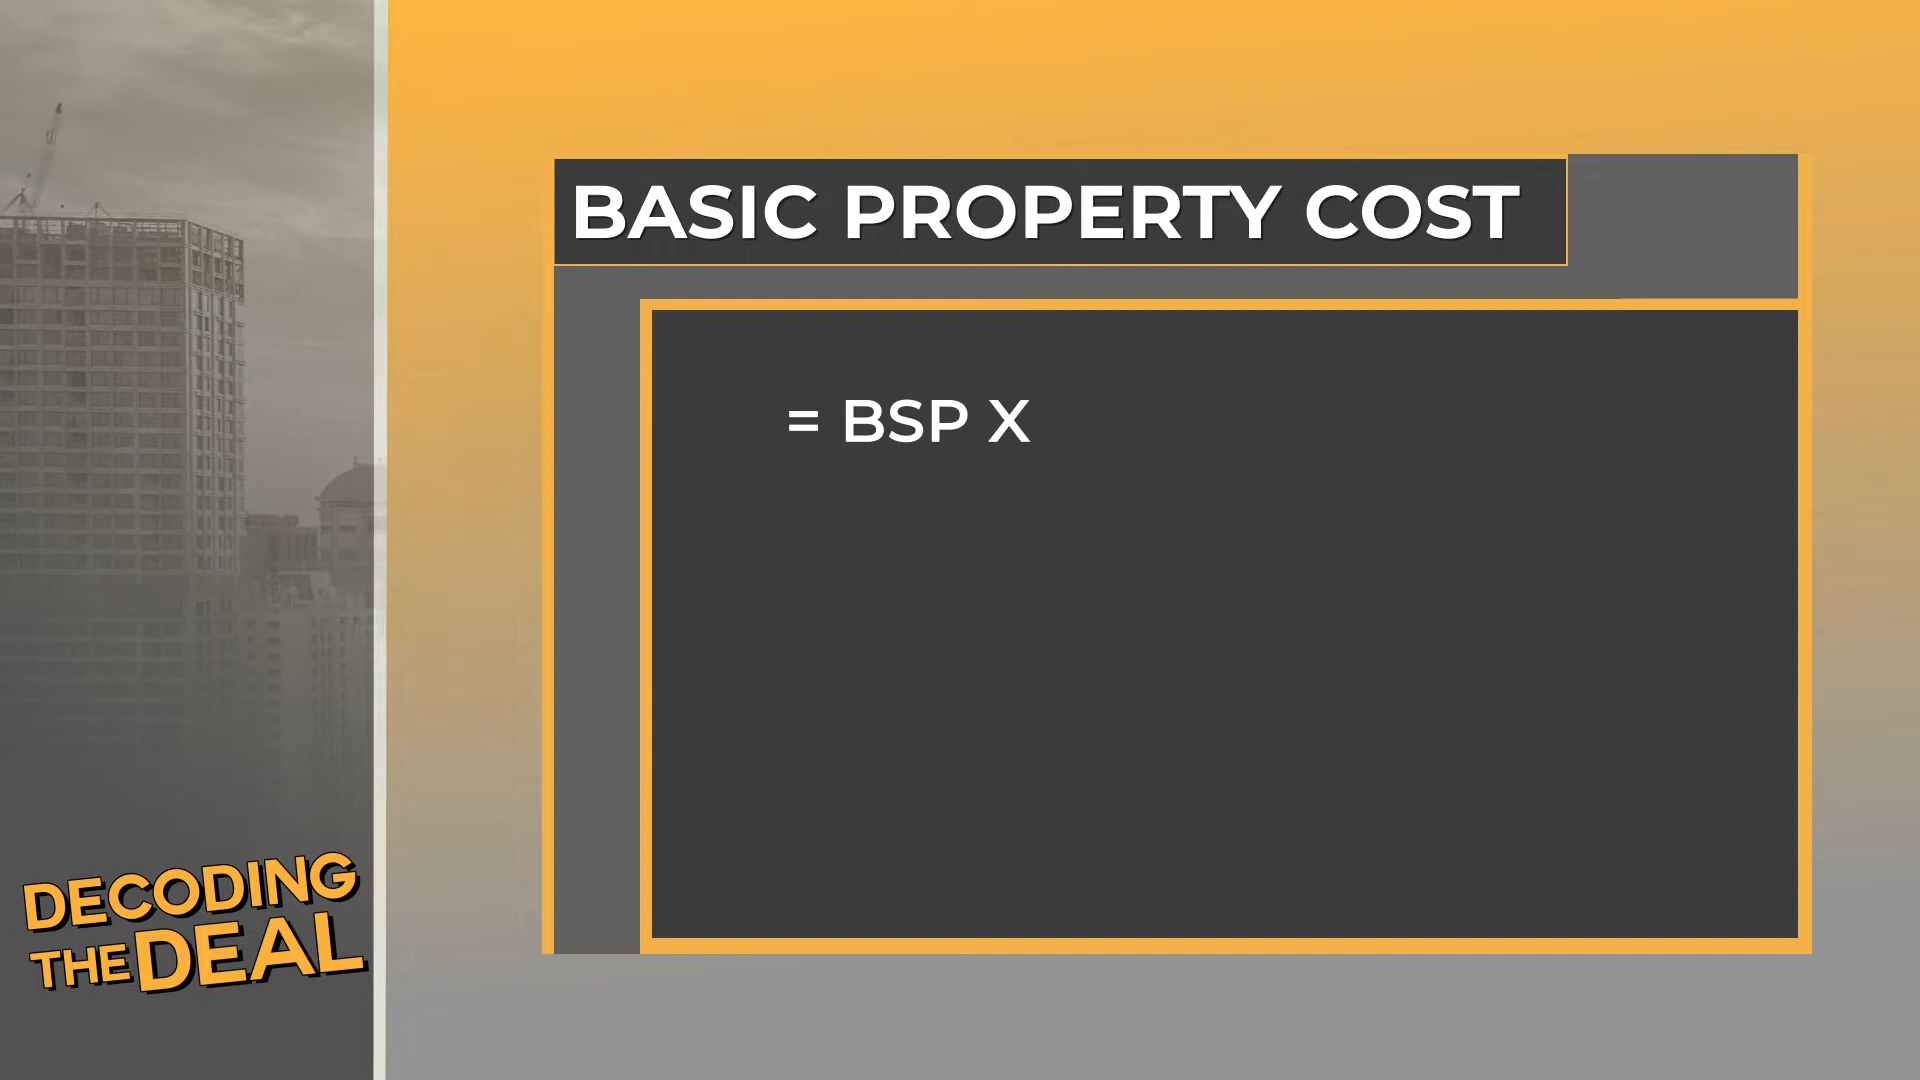 BASIC PROPERTY COST
= BSP X
DECODING
THE DEAL